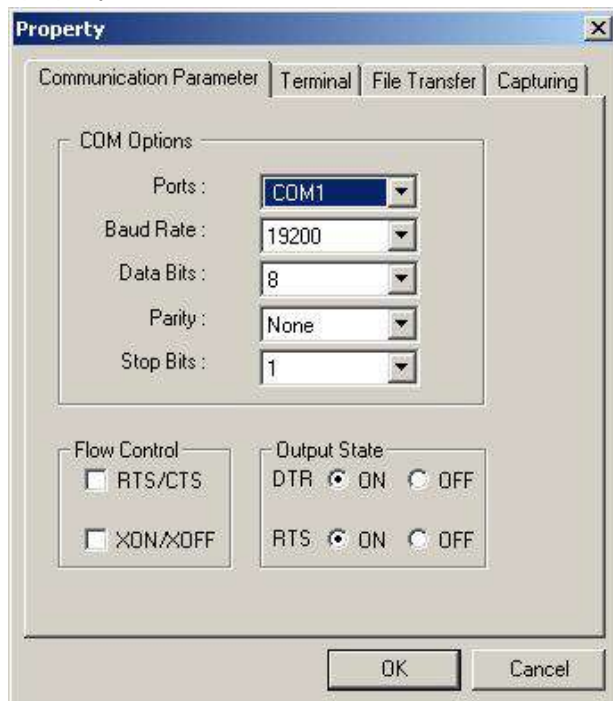 Property
Communication Parameter Terminal File Transfer Capturing
COM Options
Ports : COM1
Baud Rate : 19200
Data Bits : 8
Parity : None
Stop Bits : 1
Flow Control
RTS/CTS
XON/XOFF
Output State
DTR ON OFF
RTS ON OFF
OK Cancel